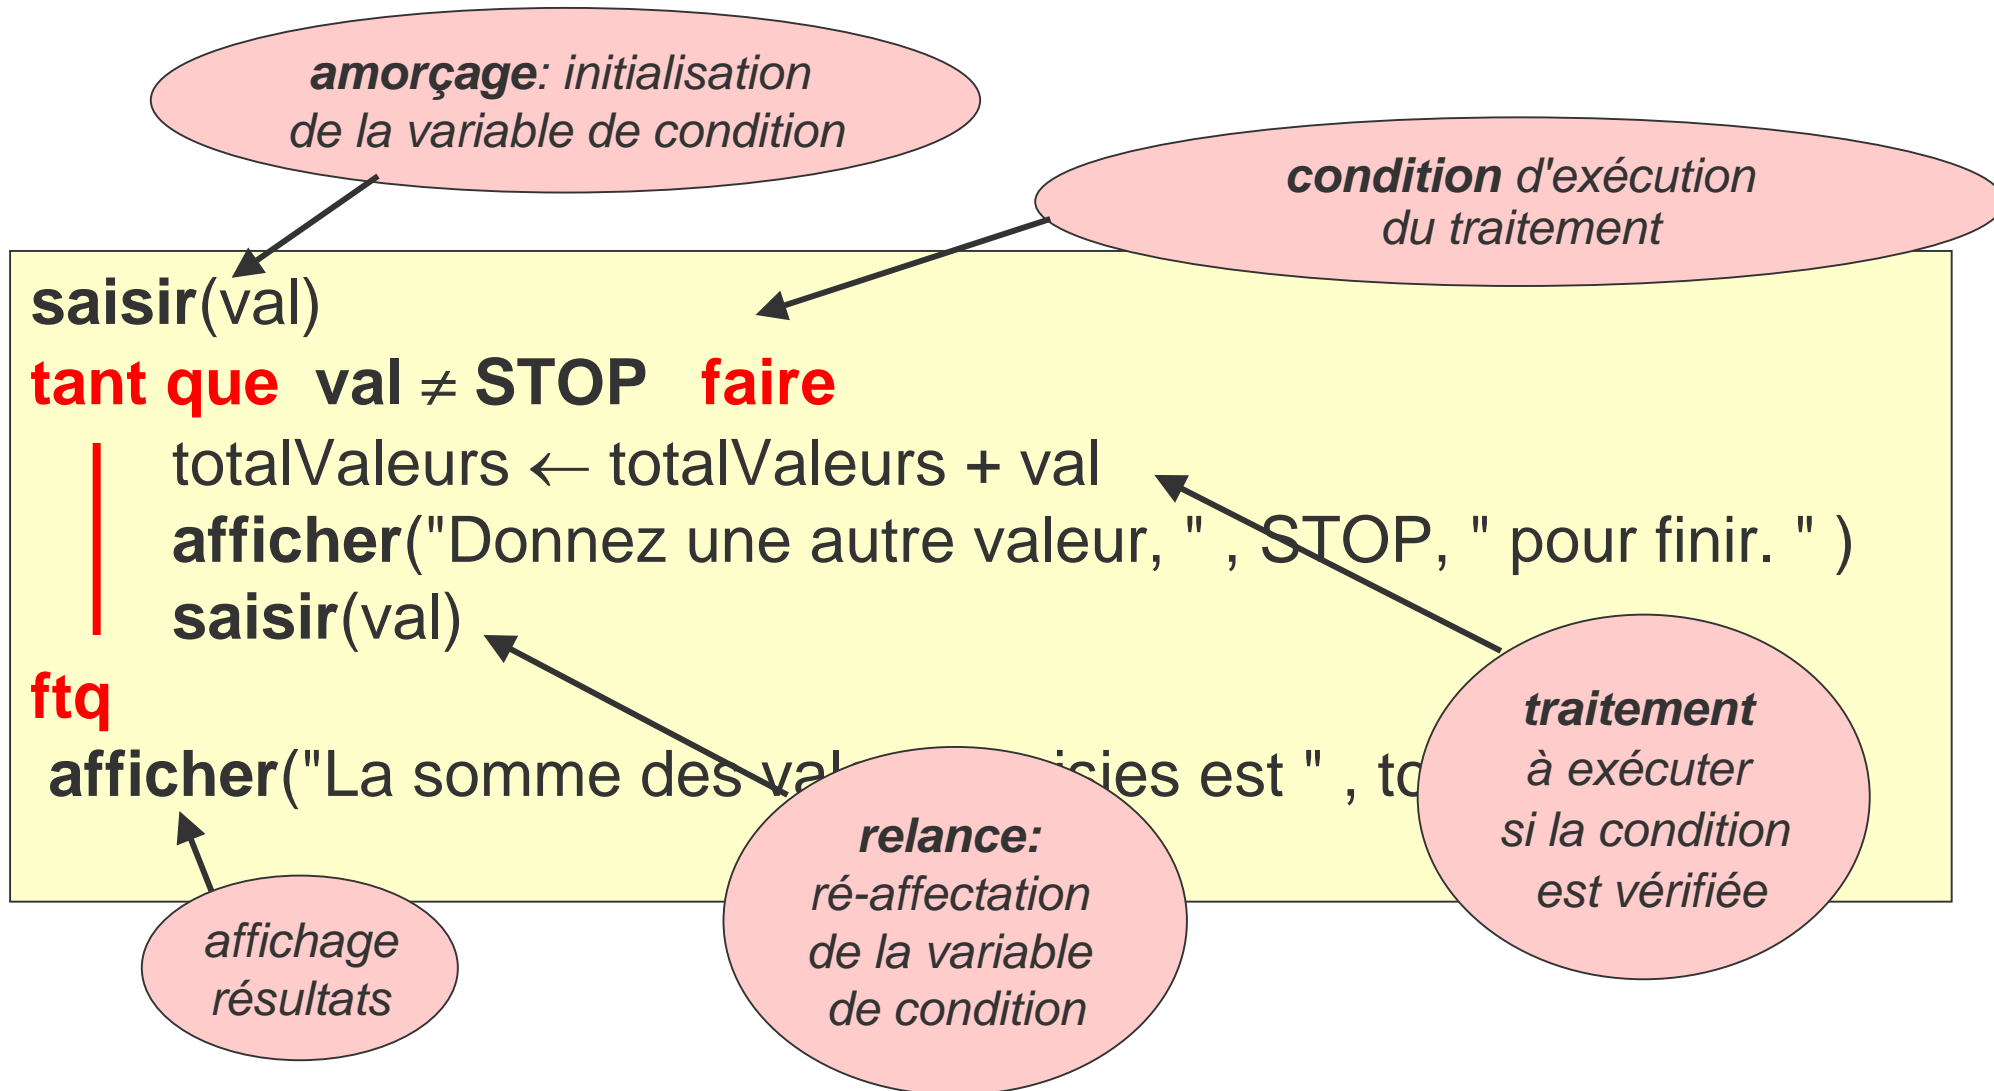 amorçage: initialisation
de la variable de condition
condition d'exécution
du traitement
saisir(val)
tant que val ≠ STOP faire
totalValeurs ← totalValeurs + val
afficher("Donnez une autre valeur, " , STOP, " pour finir. " )
saisir(val)
ftq
afficher("La somme des est " ,
traitement
à exécuter
si la condition
est vérifiée
relance:
ré-affectation
de la variable
de condition
affichage
résultats